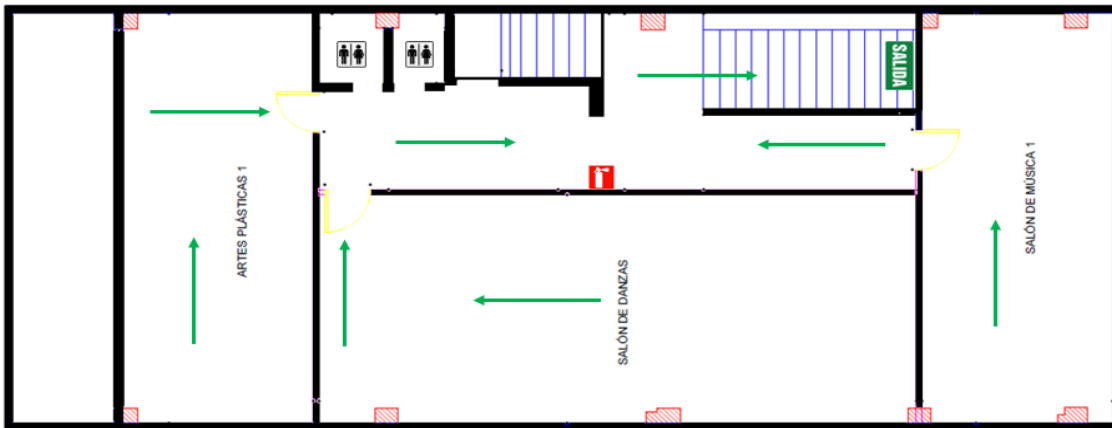 SALIDA
ARTES PLÁSTICAS 1
SALÓN DE DANZAS
SALÓN DE MÚSICA 1